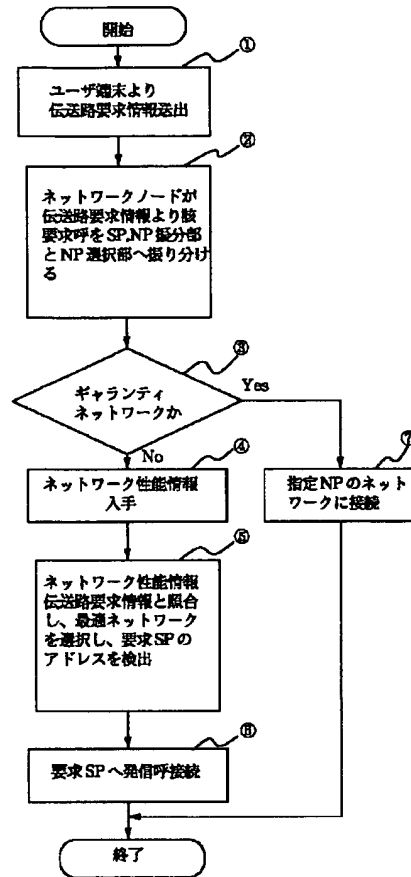 開始
①
ユーザ端末より
伝送路要求情報送出
②
ネットワークノードが
伝送路要求情報より該
要求呼をSP,NP振分部
とNP選択部へ振り分け
る
③
ギャランティ
ネットワークか
Yes
No
④
ネットワーク性能情報
入手
⑦
指定NPのネット
ワークに接続
⑤
ネットワーク性能情報
伝送路要求情報と照合
し、最適ネットワーク
を選択し、要求SPの
アドレスを検出
⑥
要求SPへ発信呼接続
終了